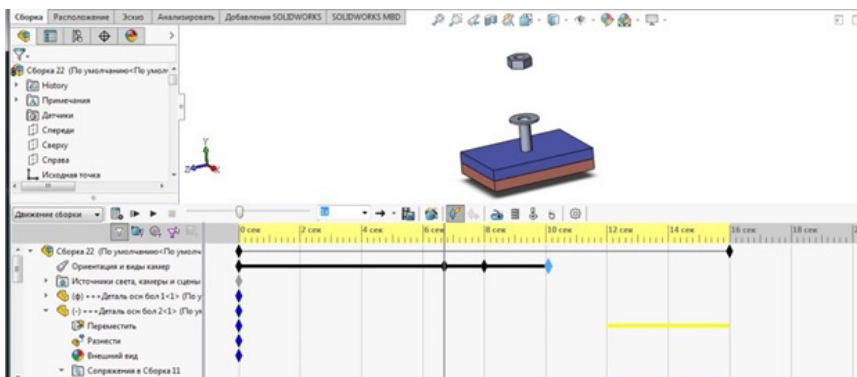 Сборка Расположение Эскиз Анализировать Добавления SOLIDWORKS SOLIDWORKS MBD
Сборка 22 (По умолчанию<По умолч
History
Примечания
Датчики
Спереди
Сверху
Справа
Исходная точка
Y
Z X
Движение сборки
0 сек 2 сек 4 сек 6 сек 8 сек 10 сек 12 сек 14 сек 16 сек 18 сек
Сборка 22 (По умолчанию<По умолч
Ориентация и виды камер
Источники света, камеры и сцены
(ф) +++Деталь осн бол 1<1> (По у
(-) +++Деталь осн бол 2<1> (По ум
Переместить
Разнести
Внешний вид
Сопряжения в Сборка 11